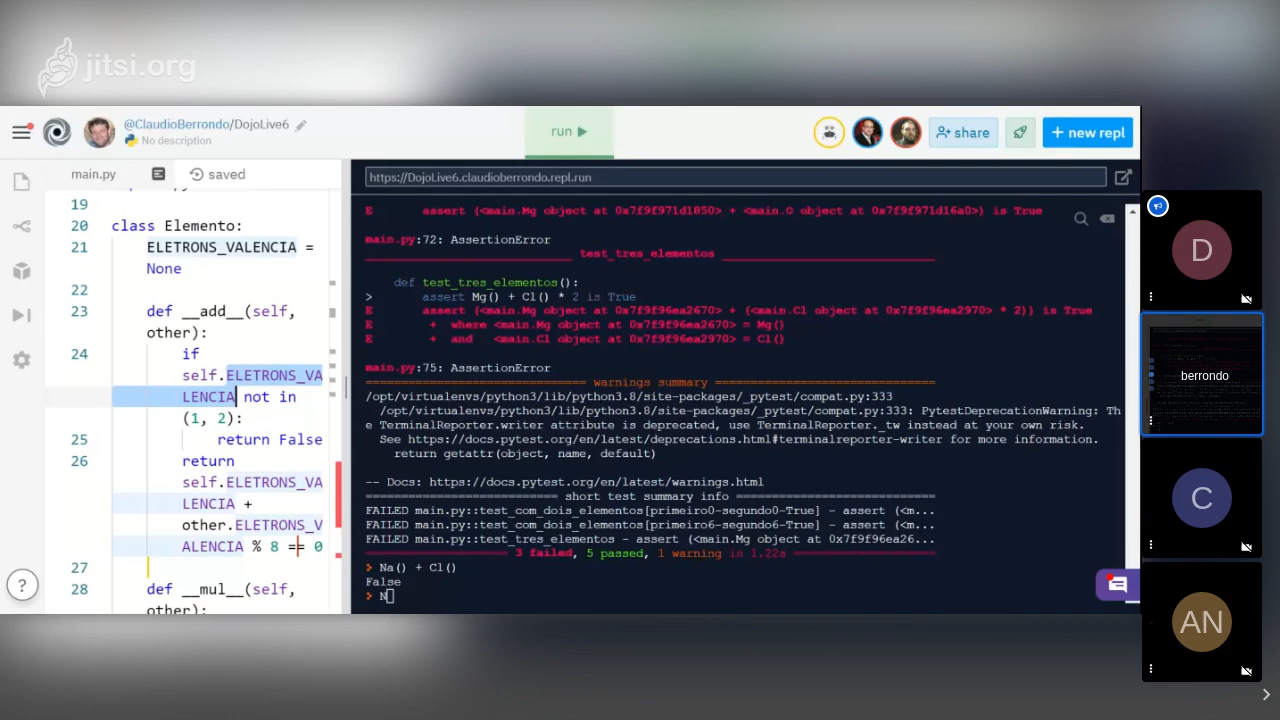 jitsi.org
@ClaudioBerrondo/DojoLive6
No description
run
share
+ new repl
main.py
saved
https://DojoLive6.claudioberrondo.repl.run
19
20 class Elemento:
21 ELETRONS_VALENCIA =
None
22
23 def __add__(self,
other):
24 if
self.ELETRONS_VA
LENCIA not in
(1, 2):
25 return False
26 return
self.ELETRONS_VA
LENCIA +
other.ELETRONS_V
ALENCIA % 8 == 0
27
28 def __mul__(self,
other):
E assert (<main.Mg object at 0x7f9f971d1850> + <main.O object at 0x7f9f971d16a0>) is True
main.py:72: AssertionError
test_tres_elementos
def test_tres_elementos():
> assert Mg() + Cl() * 2 is True
E assert (<main.Mg object at 0x7f9f96ea2670> + (<main.Cl object at 0x7f9f96ea2970> * 2)) is True
E + where <main.Mg object at 0x7f9f96ea2670> = Mg()
E + and <main.Cl object at 0x7f9f96ea2970> = Cl()
main.py:75: AssertionError
=============================== warnings summary ===============================
/opt/virtualenvs/python3/lib/python3.8/site-packages/_pytest/compat.py:333
/opt/virtualenvs/python3/lib/python3.8/site-packages/_pytest/compat.py:333: PytestDeprecationWarning: Th
e TerminalReporter.writer attribute is deprecated, use TerminalReporter._tw instead at your own risk.
See https://docs.pytest.org/en/latest/deprecations.html#terminalreporter-writer for more information.
return getattr(object, name, default)
-- Docs: https://docs.pytest.org/en/latest/warnings.html
=========================== short test summary info ============================
FAILED main.py::test_com_dois_elementos[primeiro0-segundo0-True] - assert (<m...
FAILED main.py::test_com_dois_elementos[primeiro6-segundo6-True] - assert (<m...
FAILED main.py::test_tres_elementos - assert (<main.Mg object at 0x7f9f96ea26...
3 failed, 5 passed, 1 warning in 1.22s
> Na() + Cl()
False
> N
?
D
berrondo
C
AN